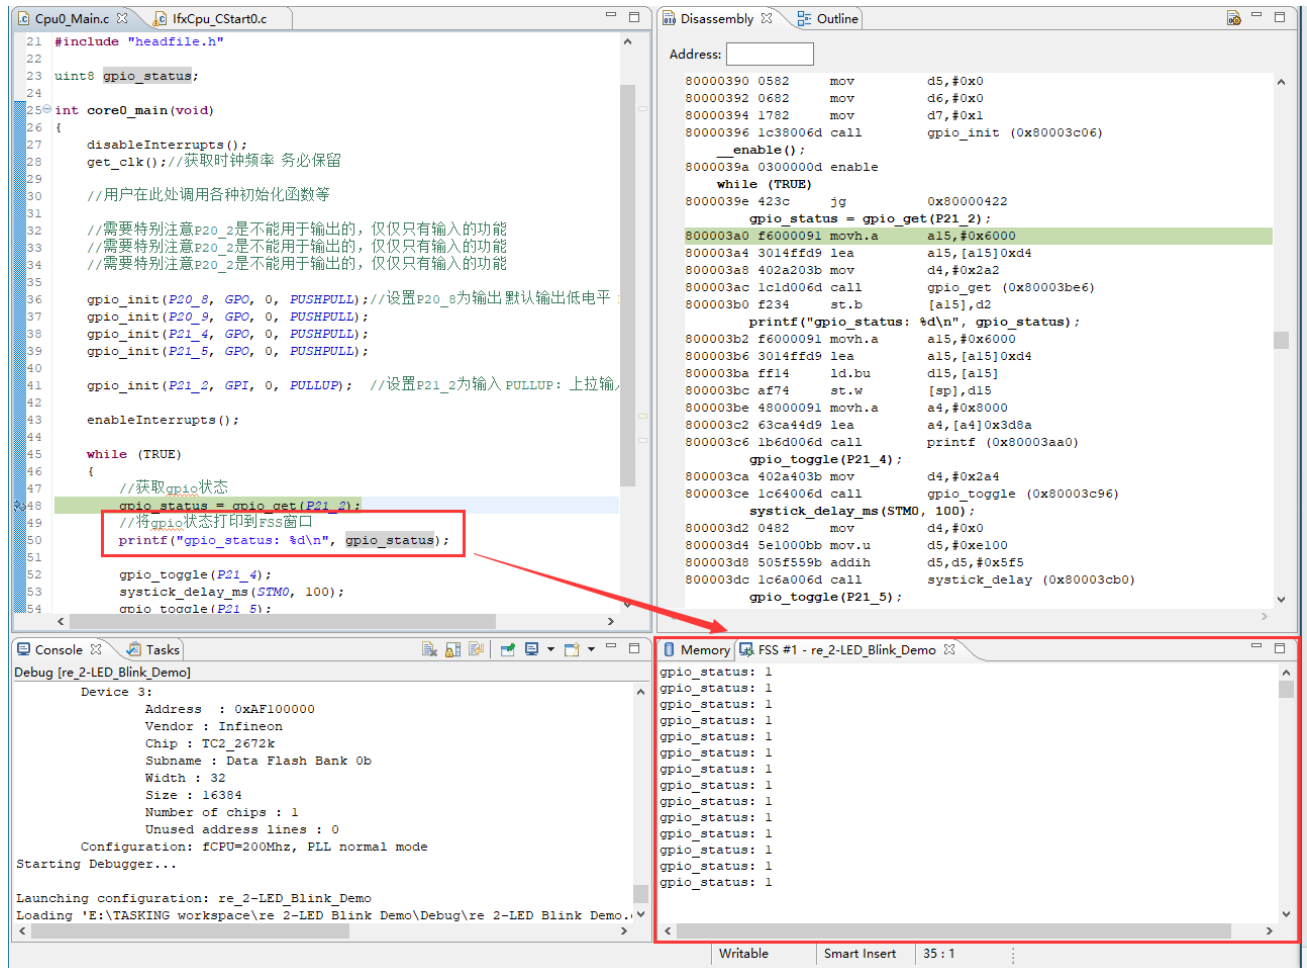 Cpu0_Main.c
IfxCpu_CStart0.c
21 #include "headfile.h"
22
23 uint8 gpio_status;
24
25 int core0_main(void)
26 {
27 disableInterrupts();
28 get_clk();//获取时钟频率 务必保留
29
30 //用户在此处调用各种初始化函数等
31
32 //需要特别注意P20_2是不能用于输出的，仅仅只有输入的功能
33 //需要特别注意P20_2是不能用于输出的，仅仅只有输入的功能
34 //需要特别注意P20_2是不能用于输出的，仅仅只有输入的功能
35
36 gpio_init(P20_8, GPO, 0, PUSHPULL);//设置P20_8为输出 默认输出低电平
37 gpio_init(P20_9, GPO, 0, PUSHPULL);
38 gpio_init(P21_4, GPO, 0, PUSHPULL);
39 gpio_init(P21_5, GPO, 0, PUSHPULL);
40
41 gpio_init(P21_2, GPI, 0, PULLUP); //设置P21_2为输入 PULLUP：上拉输
42
43 enableInterrupts();
44
45 while (TRUE)
46 {
47 //获取gpio状态
48 gpio_status = gpio_get(P21_2);
49 //将gpio状态打印到FSS窗口
50 printf("gpio_status: %d\n", gpio_status);
51
52 gpio_toggle(P21_4);
53 systick_delay_ms(STM0, 100);
54 gpio_toggle(P21_5);
Disassembly
Outline
Address:
80000390 0582 mov d5,#0x0
80000392 0682 mov d6,#0x0
80000394 1782 mov d7,#0x1
80000396 1c38006d call gpio_init (0x80003c06)
__enable();
8000039a 0300000d enable
while (TRUE)
8000039e 423c jg 0x80000422
gpio_status = gpio_get(P21_2);
800003a0 f6000091 movh.a a15,#0x6000
800003a4 3014ffd9 lea a15,[a15]0xd4
800003a8 402a203b mov d4,#0x2a2
800003ac 1c1d006d call gpio_get (0x80003be6)
800003b0 f234 st.b [a15],d2
printf("gpio_status: %d\n", gpio_status);
800003b2 f6000091 movh.a a15,#0x6000
800003b6 3014ffd9 lea a15,[a15]0xd4
800003ba ff14 ld.bu d15,[a15]
800003bc af74 st.w [sp],d15
800003be 48000091 movh.a a4,#0x8000
800003c2 63ca44d9 lea a4,[a4]0x3d8a
800003c6 1b6d006d call printf (0x80003aa0)
gpio_toggle(P21_4);
800003ca 402a403b mov d4,#0x2a4
800003ce 1c64006d call gpio_toggle (0x80003c96)
systick_delay_ms(STM0, 100);
800003d2 0482 mov d4,#0x0
800003d4 5e1000bb mov.u d5,#0xe100
800003d8 505f559b addih d5,d5,#0x5f5
800003dc 1c6a006d call systick_delay (0x80003cb0)
gpio_toggle(P21_5);
Console
Tasks
Debug [re_2-LED_Blink_Demo]
Device 3:
Address : 0xAF100000
Vendor : Infineon
Chip : TC2_2672k
Subname : Data Flash Bank 0b
Width : 32
Size : 16384
Number of chips : 1
Unused address lines : 0
Configuration: fCPU=200Mhz, PLL normal mode
Starting Debugger...
Launching configuration: re_2-LED_Blink_Demo
Loading 'E:\TASKING workspace\re 2-LED Blink Demo\Debug\re 2-LED Blink Demo.
Memory
FSS #1 - re_2-LED_Blink_Demo
gpio_status: 1
gpio_status: 1
gpio_status: 1
gpio_status: 1
gpio_status: 1
gpio_status: 1
gpio_status: 1
gpio_status: 1
gpio_status: 1
gpio_status: 1
gpio_status: 1
gpio_status: 1
gpio_status: 1
gpio_status: 1
Writable
Smart Insert
35 : 1